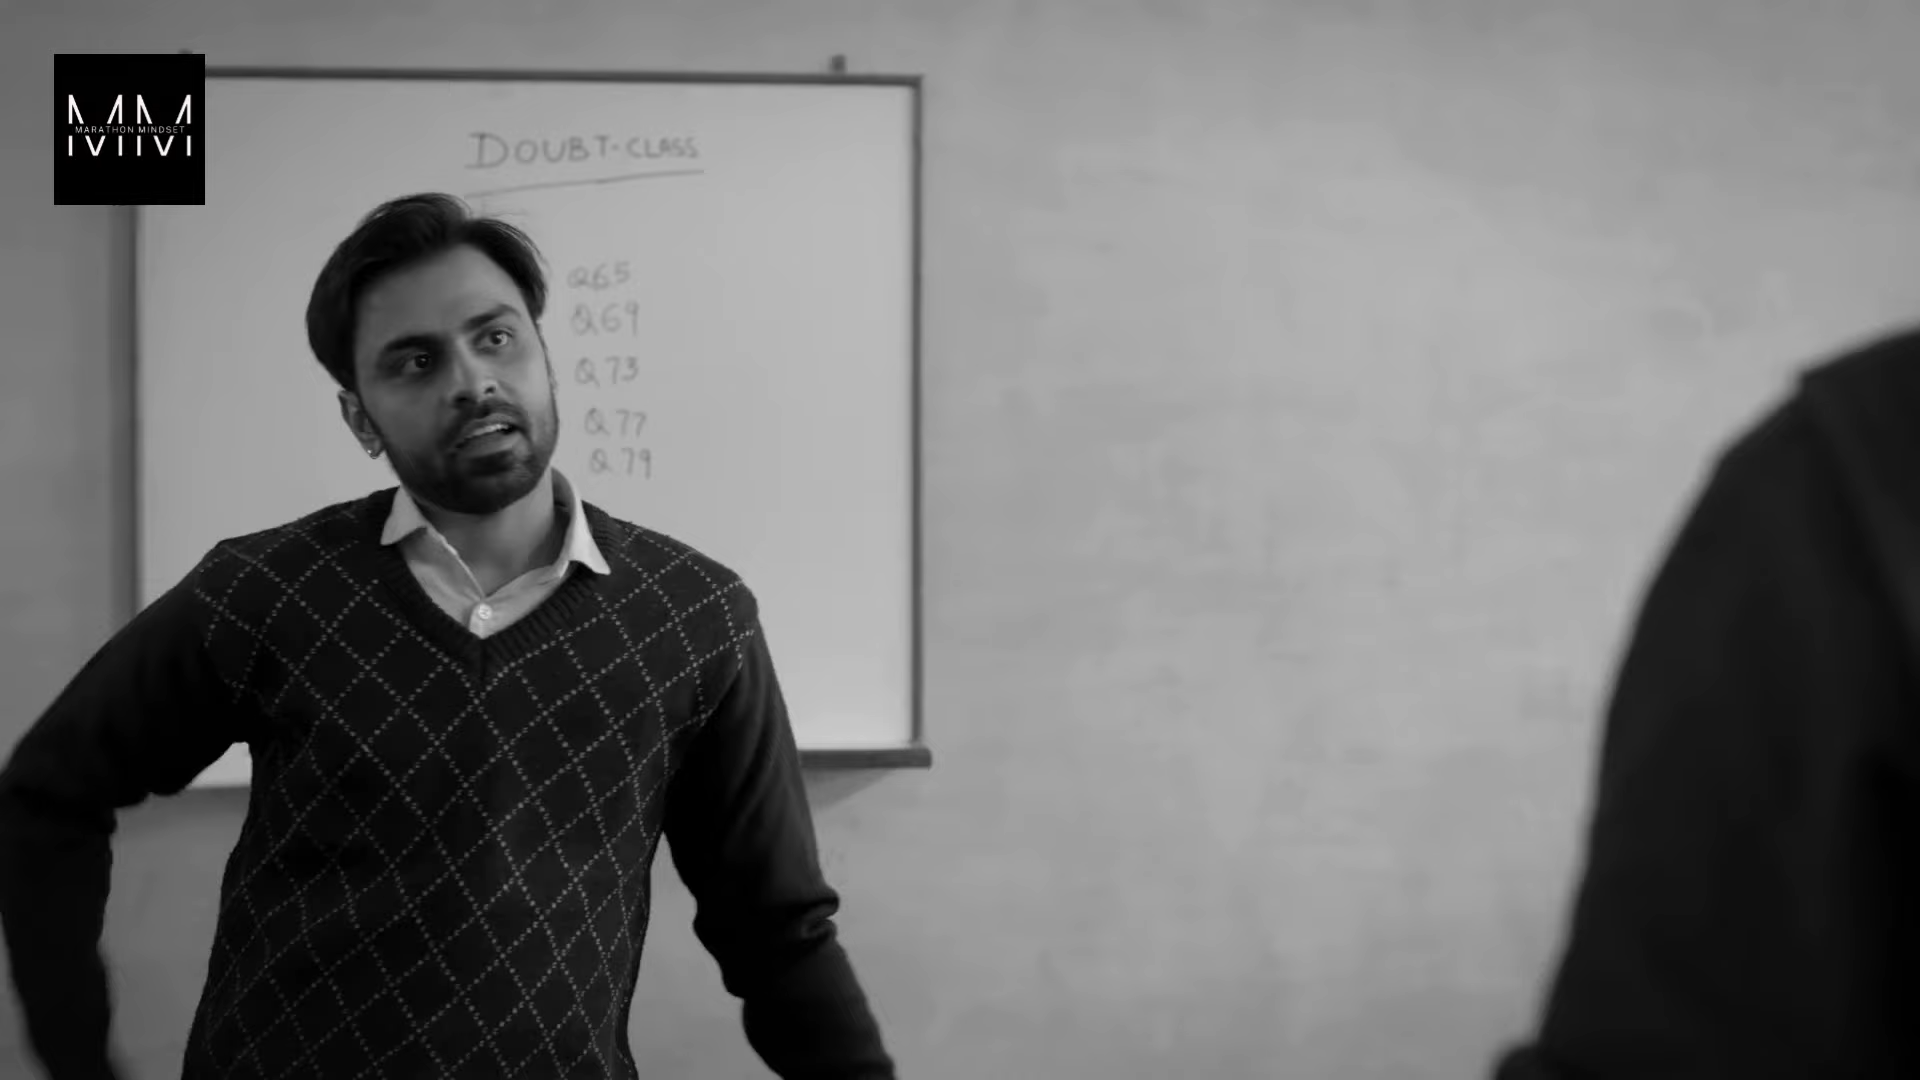 MM
MARATHON MINDSET
DOUBT-CLASS
Q65
Q69
Q73
Q77
Q79